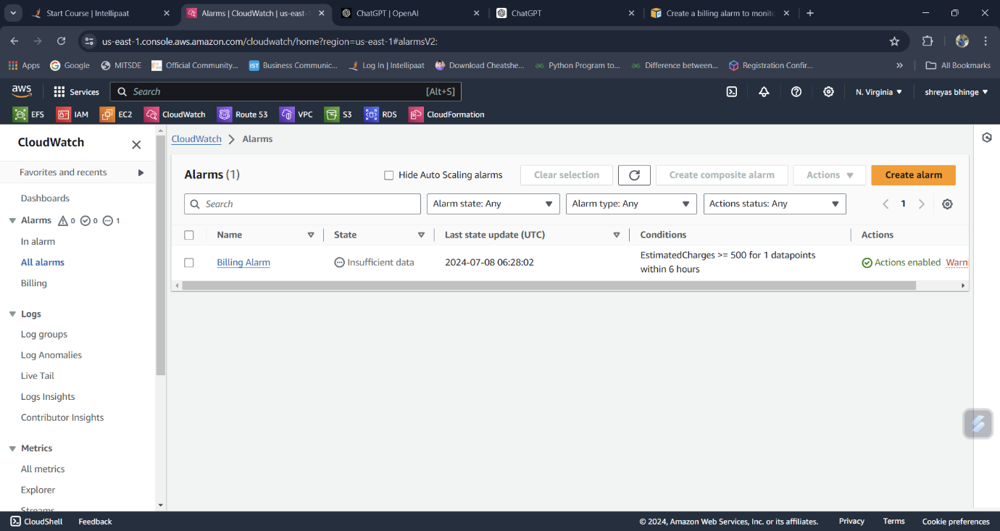 Start Course | Intellipaat
Alarms | CloudWatch | us-east-1
ChatGPT | OpenAI
ChatGPT
Create a billing alarm to monito
us-east-1.console.aws.amazon.com/cloudwatch/home?region=us-east-1#alarmsV2:
Apps
Google
MITSDE
Official Community...
IST Business Communic...
Log In | Intellipaat
Download Cheatshe...
Python Program to...
Difference between...
Registration Confir...
All Bookmarks
aws
Services
Search
[Alt+S]
N. Virginia
shreyas bhinge
EFS
IAM
EC2
CloudWatch
Route 53
VPC
S3
RDS
CloudFormation
CloudWatch
Favorites and recents
Dashboards
Alarms 0 0 1
In alarm
All alarms
Billing
Logs
Log groups
Log Anomalies
Live Tail
Logs Insights
Contributor Insights
Metrics
All metrics
Explorer
Streams
CloudWatch
Alarms
Alarms (1)
Hide Auto Scaling alarms
Clear selection
Create composite alarm
Actions
Create alarm
Search
Alarm state: Any
Alarm type: Any
Actions status: Any
1
Name
State
Last state update (UTC)
Conditions
Actions
Billing Alarm
Insufficient data
2024-07-08 06:28:02
EstimatedCharges >= 500 for 1 datapoints
within 6 hours
Actions enabled
Warni
CloudShell
Feedback
© 2024, Amazon Web Services, Inc. or its affiliates.
Privacy
Terms
Cookie preferences